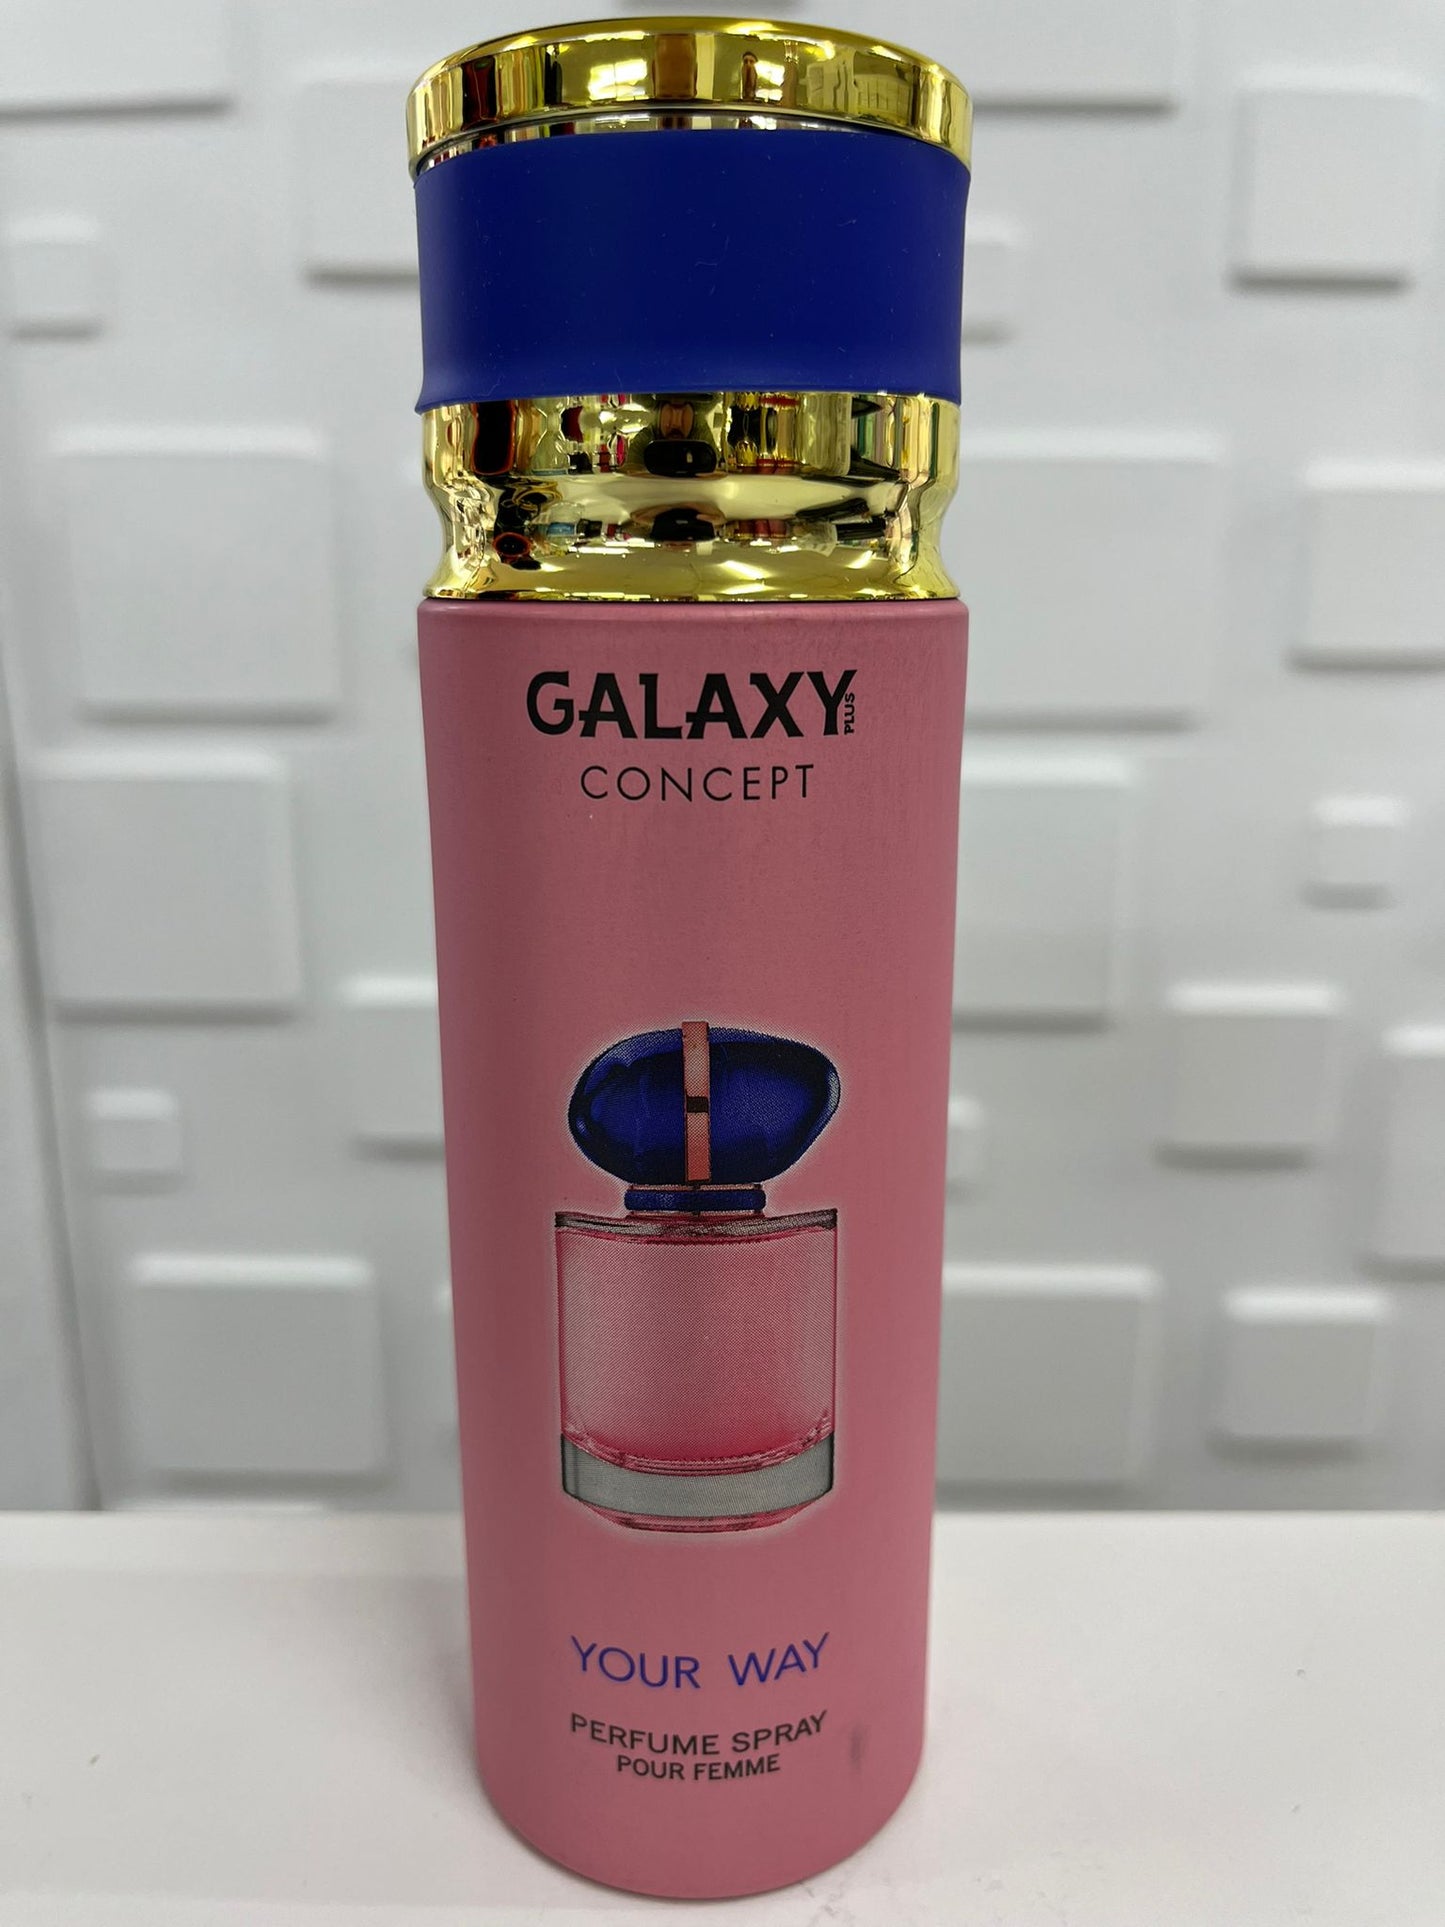 GALAXY PLUS
CONCEPT
YOUR WAY
PERFUME SPRAY
POUR FEMME